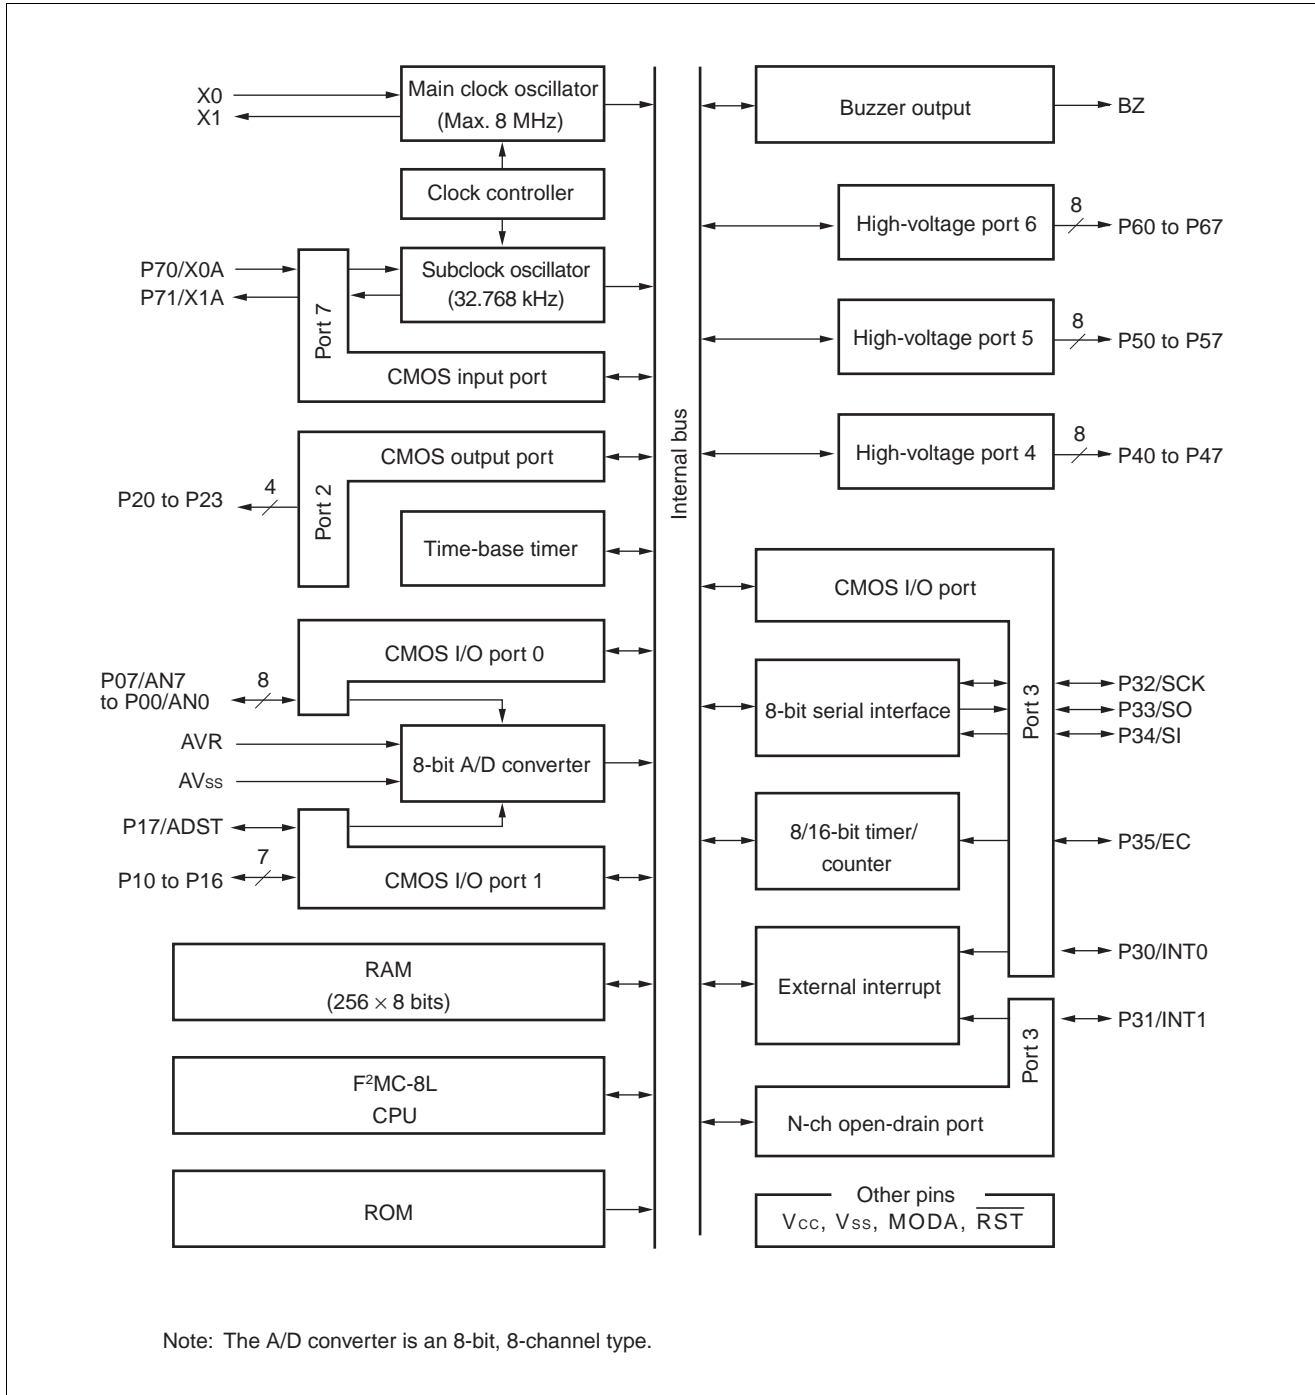 X0
X1
Main clock oscillator
(Max. 8 MHz)
Clock controller
P70/X0A
P71/X1A
Port 7
Subclock oscillator
(32.768 kHz)
CMOS input port
CMOS output port
P20 to P23
4
Port 2
Time-base timer
CMOS I/O port 0
P07/AN7
to P00/AN0
8
AVR
AVss
8-bit A/D converter
P17/ADST
P10 to P16
7
CMOS I/O port 1
RAM
(256 × 8 bits)
F²MC-8L
CPU
ROM
Internal bus
Buzzer output
BZ
High-voltage port 6
8
P60 to P67
High-voltage port 5
8
P50 to P57
High-voltage port 4
8
P40 to P47
CMOS I/O port
8-bit serial interface
Port 3
P32/SCK
P33/SO
P34/SI
8/16-bit timer/
counter
P35/EC
External interrupt
P30/INT0
P31/INT1
Port 3
N-ch open-drain port
Other pins
Vcc, Vss, MODA, R̅S̅T̅
Note: The A/D converter is an 8-bit, 8-channel type.